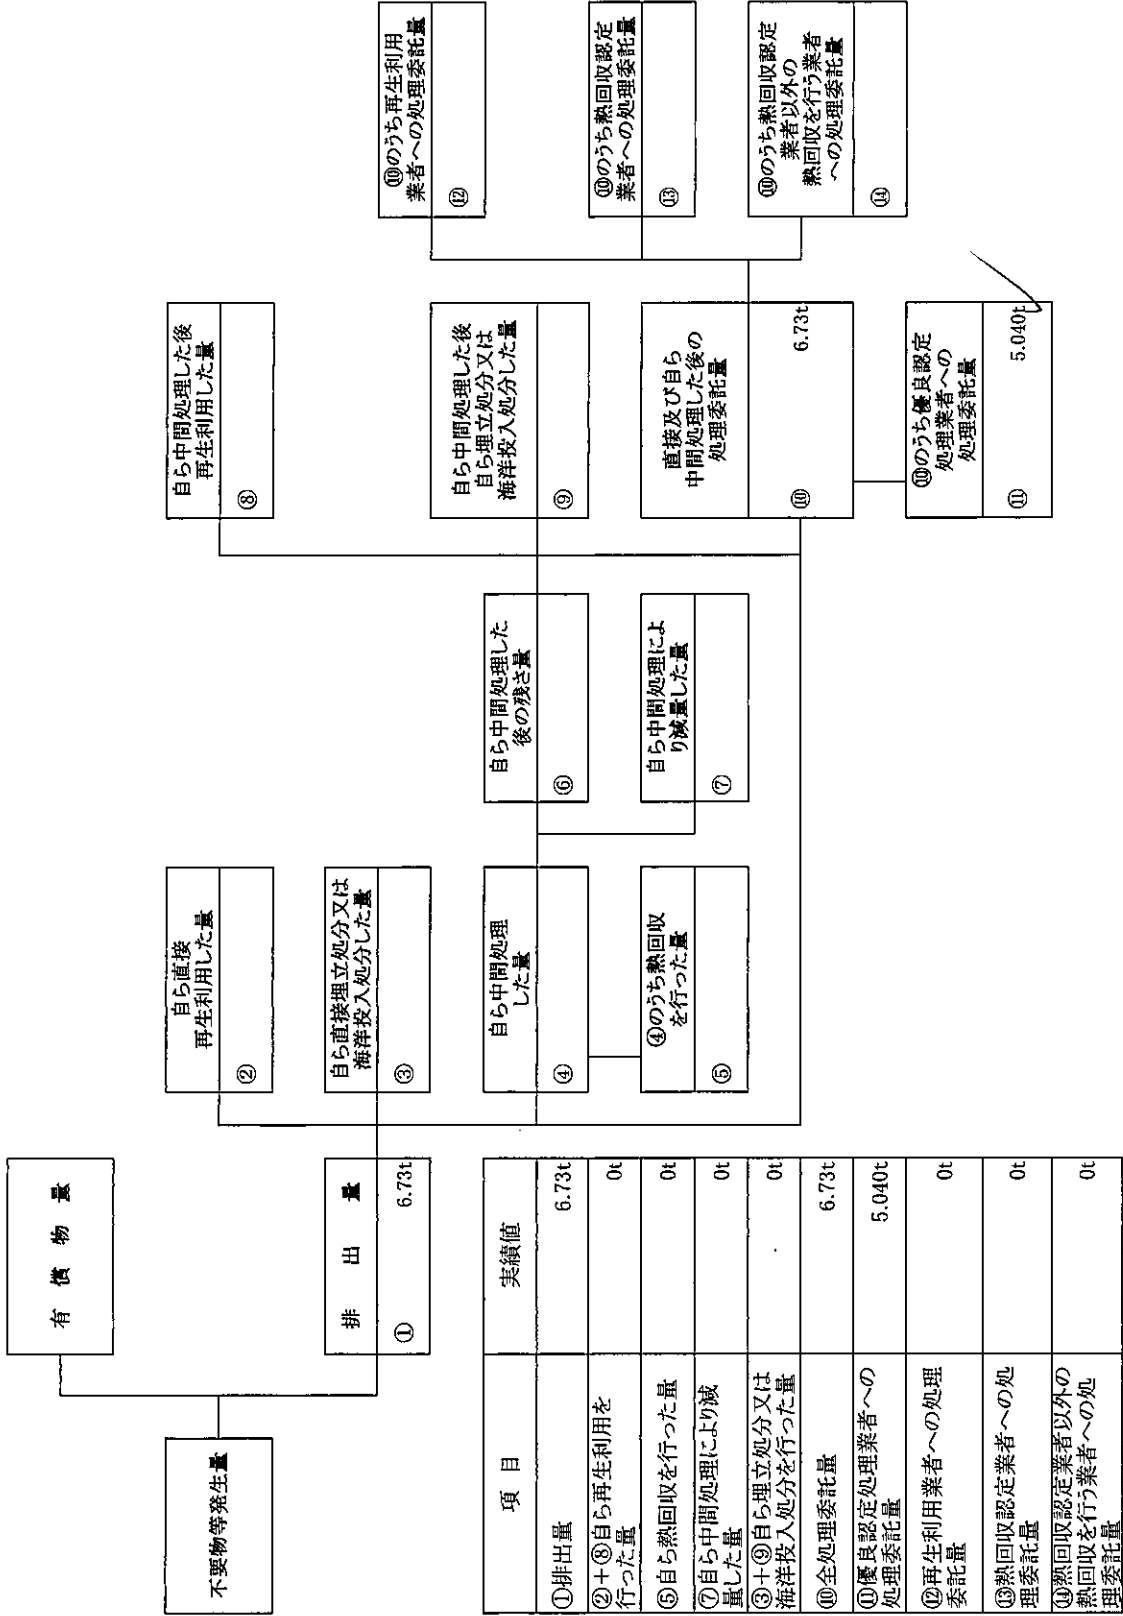 不要物等発生量
有償物量
排出量
① 6.73t
自ら直接
再生利用した量
②
自ら直接埋立処分又は
海洋投入処分した量
③
自ら中間処理
した量
④
④のうち熱回収
を行った量
⑤
自ら中間処理した
後の残さ量
⑥
自ら中間処理によ
り減量した量
⑦
自ら中間処理した後
再生利用した量
⑧
自ら中間処理した後
自ら埋立処分又は
海洋投入処分した量
⑨
直接及び自ら
中間処理した後の
処理委託量
⑩ 6.73t
⑩のうち優良認定
処理業者への
処理委託量
⑪ 5.040t
⑩のうち再生利用
業者への処理委託量
⑫
⑩のうち熱回収認定
業者への処理委託量
⑬
⑩のうち熱回収認定
業者以外の
熱回収を行う業者
への処理委託量
⑭
項目 実績値
①排出量 6.73t
②+⑧自ら再生利用を
行った量 0t
⑤自ら熱回収を行った量 0t
⑦自ら中間処理により減
量した量 0t
③+⑨自ら埋立処分又は
海洋投入処分を行った量 0t
⑩全処理委託量 6.73t
⑪優良認定処理業者への
処理委託量 5.040t
⑫再生利用業者への処理
委託量 0t
⑬熱回収認定業者への処
理委託量 0t
⑭熱回収認定業者以外の
熱回収を行う業者への処
理委託量 0t